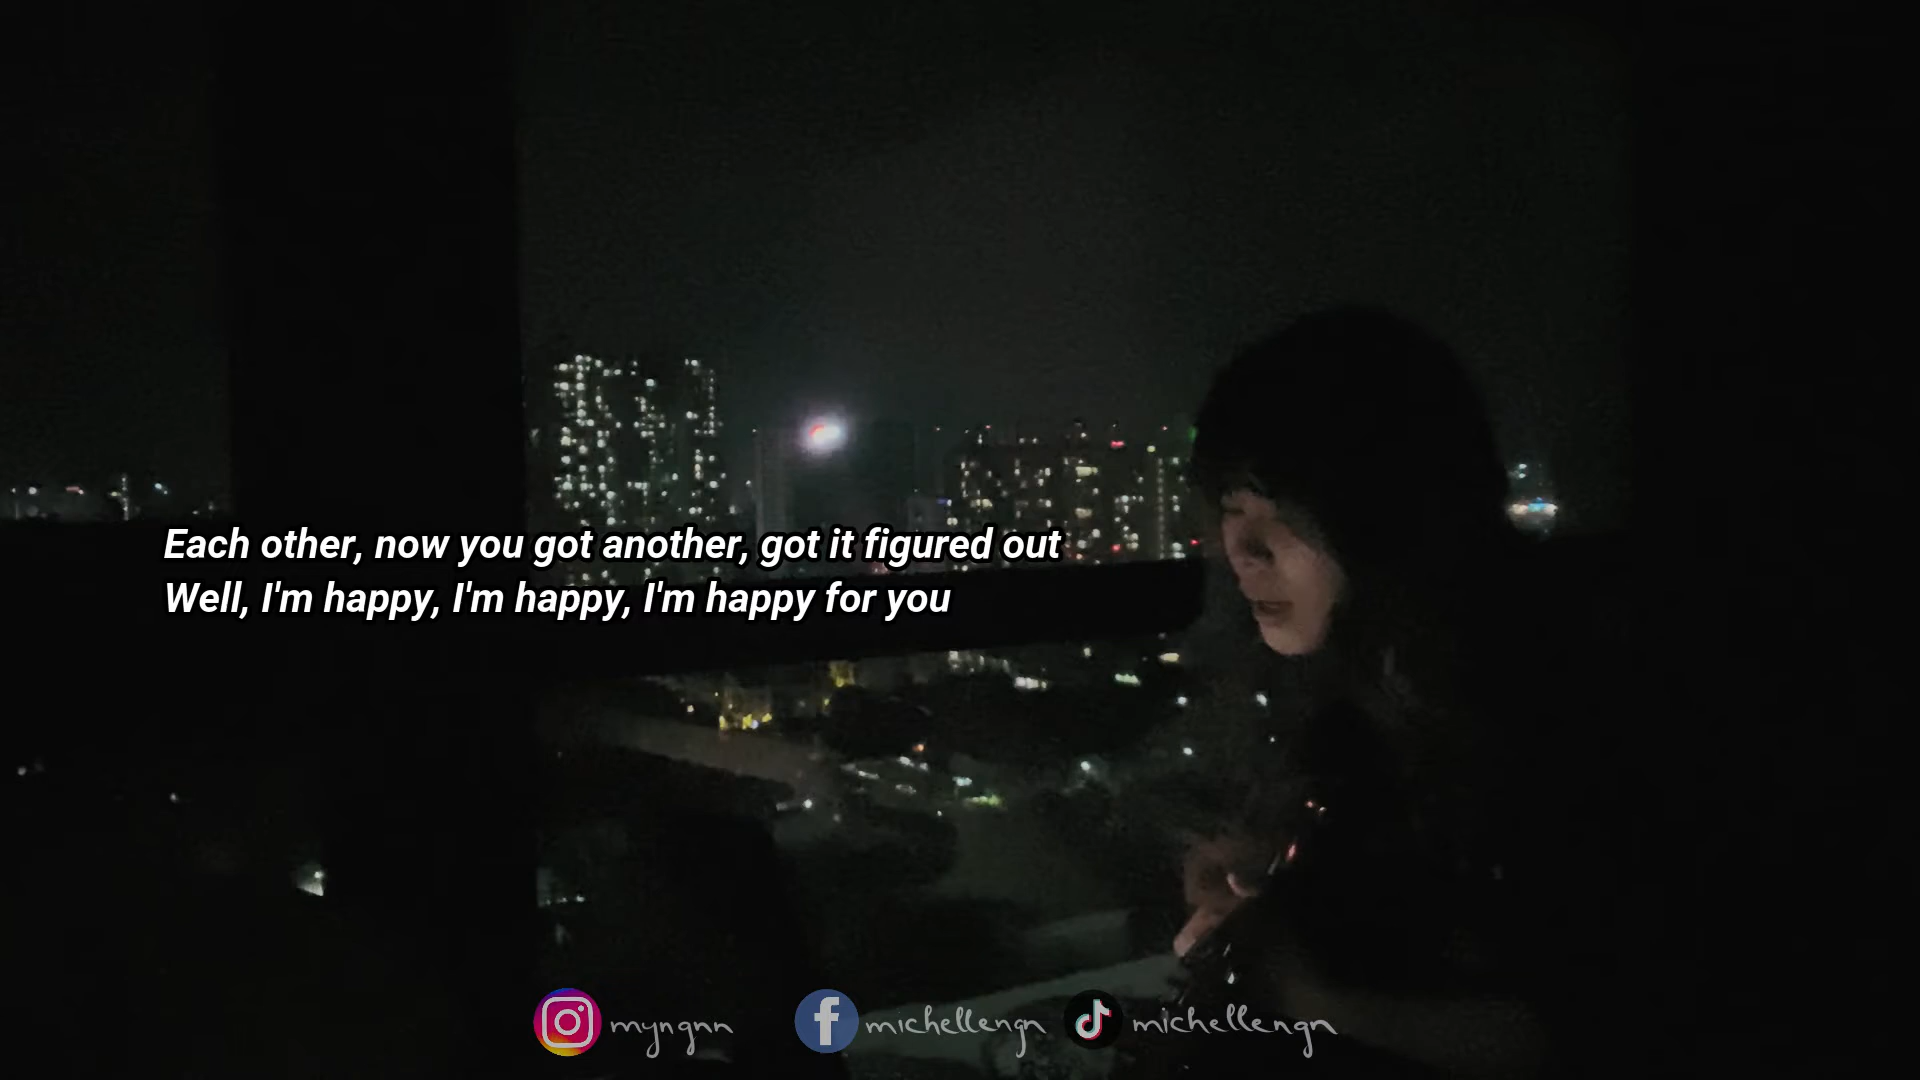 Each other, now you got another, got it figured out
Well, I'm happy, I'm happy, I'm happy for you
myngnn
michellengn
michellengn